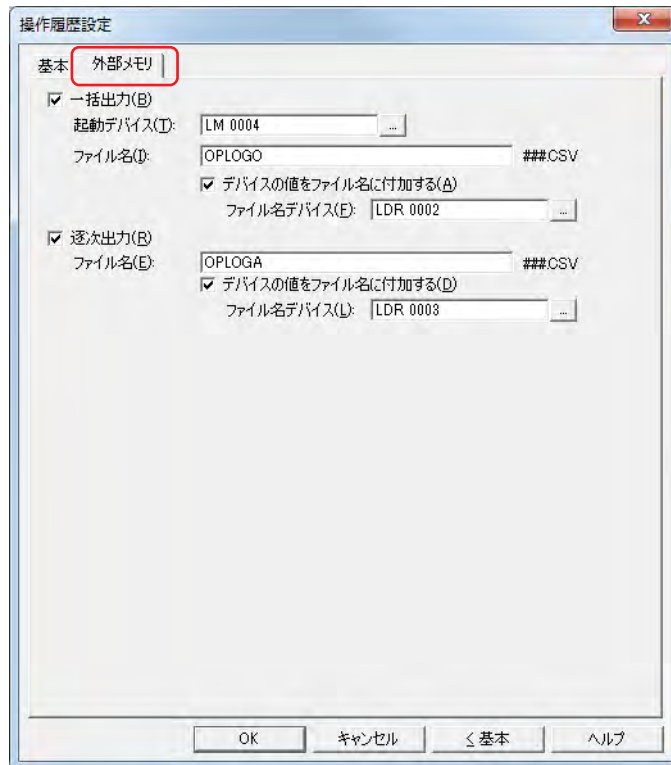 操作履歴設定
基本 外部メモリ
一括出力(B)
起動デバイス(T): LM 0004 ...
ファイル名(I): OPLOGO ###.CSV
デバイスの値をファイル名に付加する(A)
ファイル名デバイス(F): LDR 0002 ...
逐次出力(R)
ファイル名(E): OPLOGA ###.CSV
デバイスの値をファイル名に付加する(D)
ファイル名デバイス(L): LDR 0003 ...
OK キャンセル ≤基本 ヘルプ